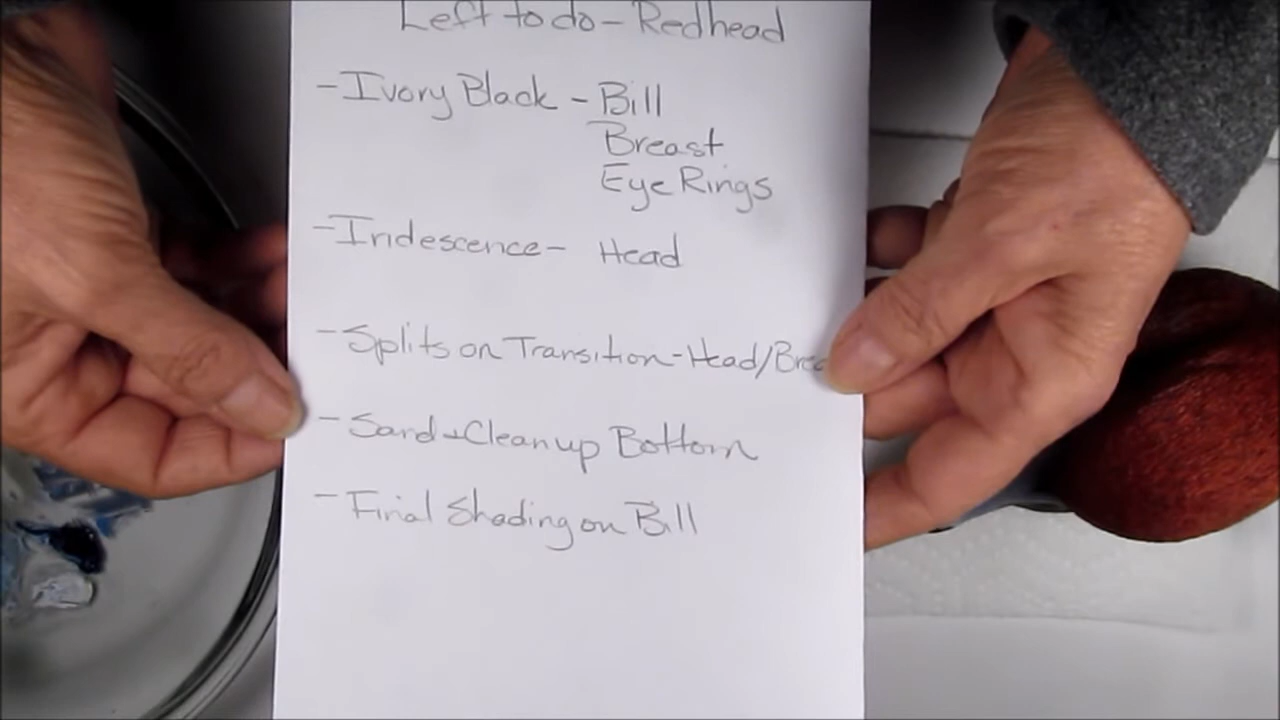 Left to do - Redhead
- Ivory Black - Bill
Breast
Eye Rings
- Iridescence - Head
- Splits on Transition - Head/
- Sand + Clean up Bottom
- Final Shading on Bill